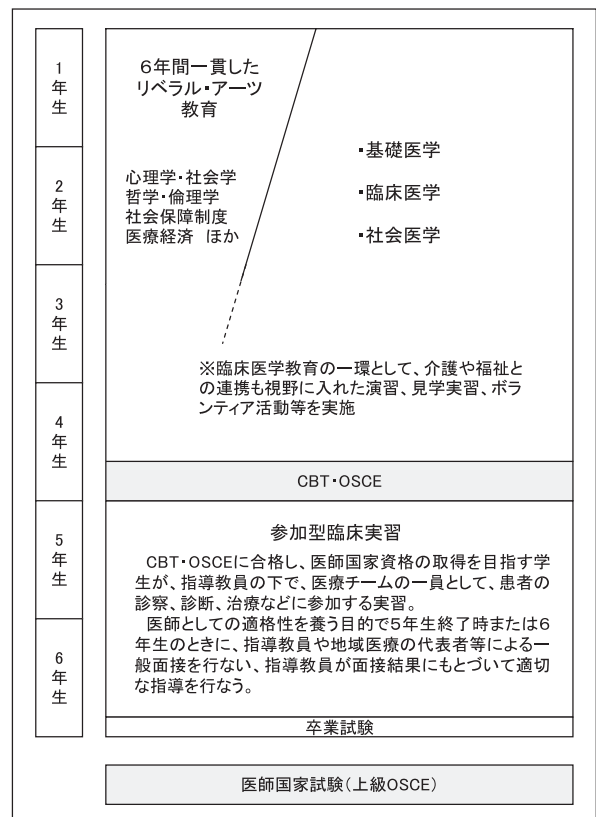 1年生
6年間一貫した
リベラル・アーツ
教育
・基礎医学
2年生
心理学・社会学
哲学・倫理学
社会保障制度
医療経済 ほか
・臨床医学
・社会医学
3年生
※臨床医学教育の一環として、介護や福祉と
の連携も視野に入れた演習、見学実習、ボラ
ンティア活動等を実施
4年生
CBT・OSCE
5年生
参加型臨床実習
CBT・OSCEに合格し、医師国家資格の取得を目指す学
生が、指導教員の下で、医療チームの一員として、患者の
診察、診断、治療などに参加する実習。
医師としての適格性を養う目的で5年生終了時または6
年生のときに、指導教員や地域医療の代表者等による一
般面接を行ない、指導教員が面接結果にもとづいて適切
な指導を行なう。
6年生
卒業試験
医師国家試験(上級OSCE)